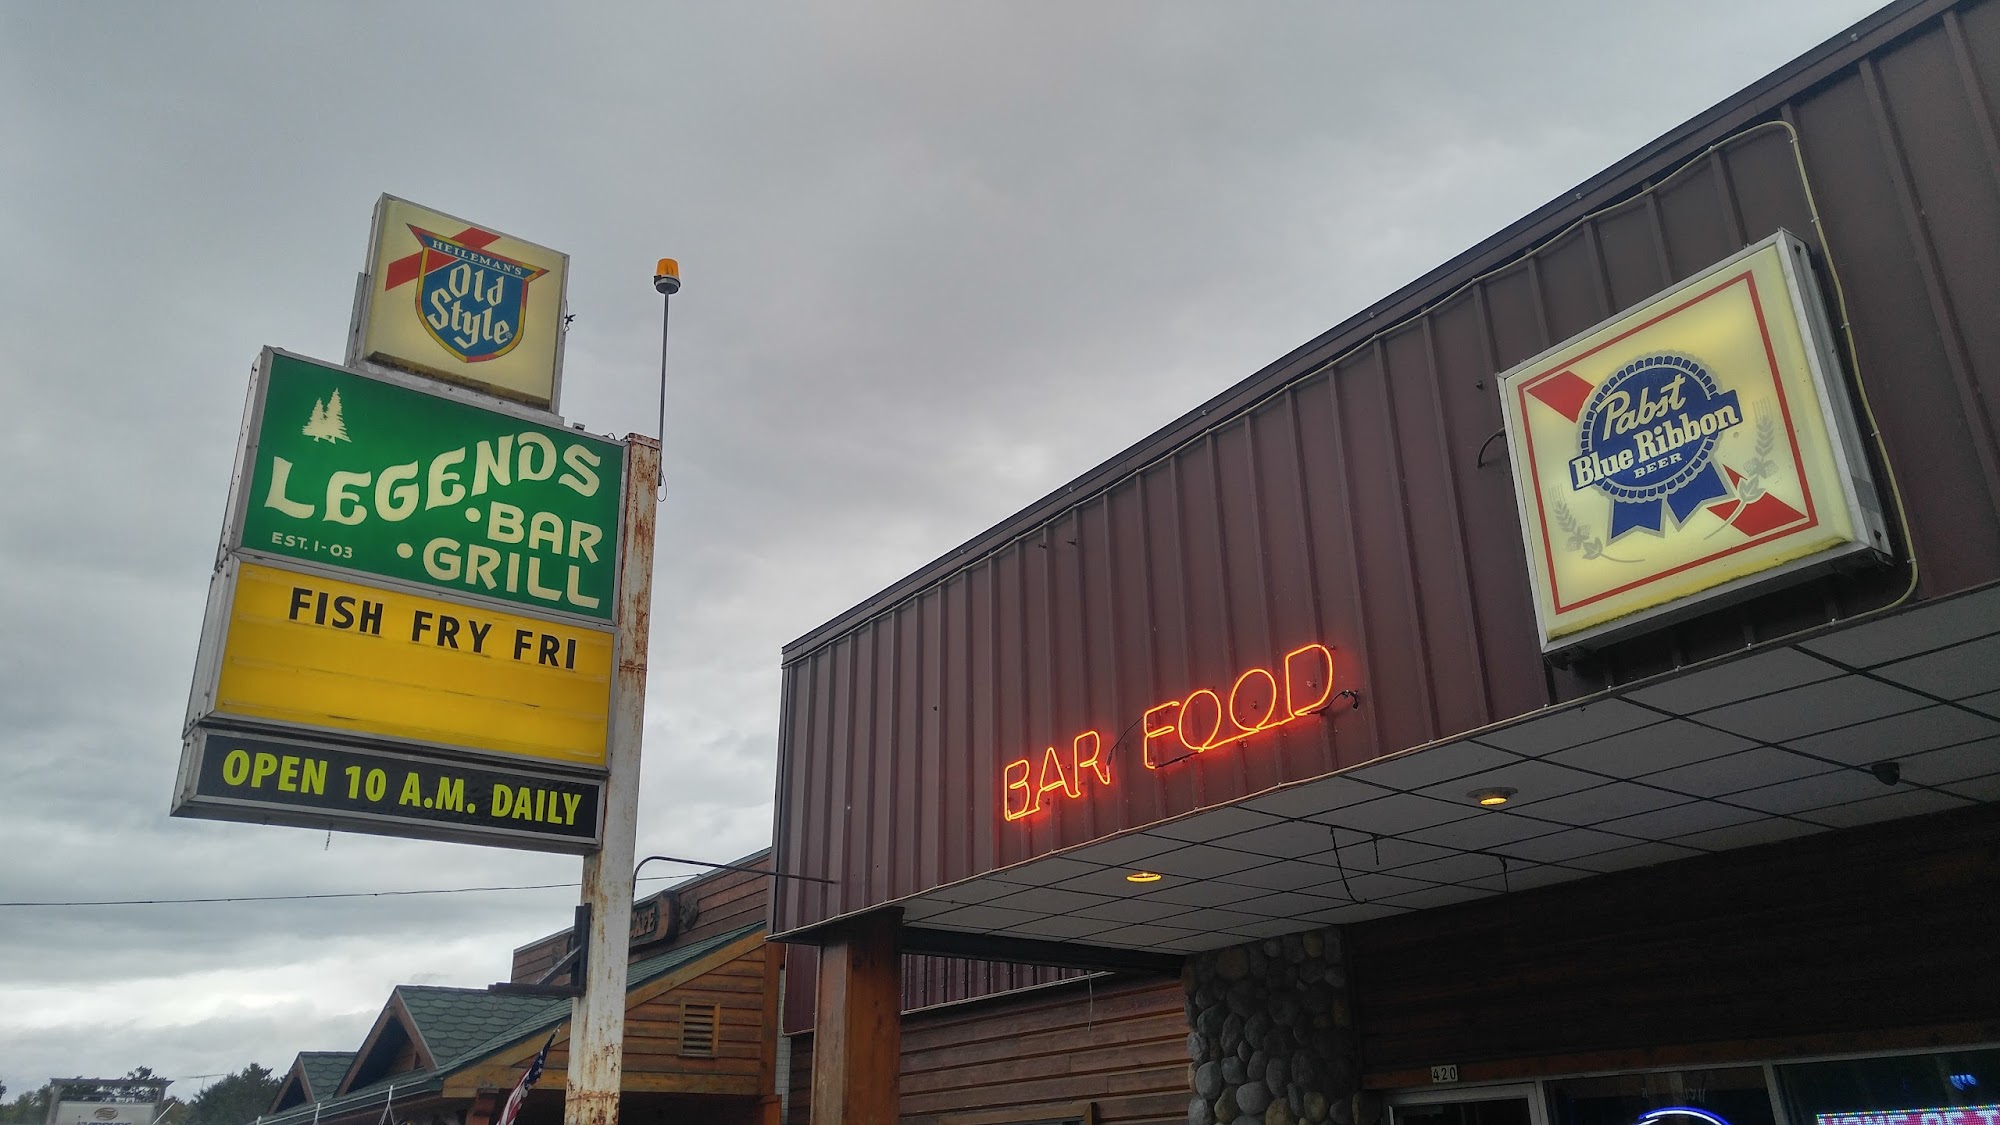 HEILEMAN'S
Old
Style
LEGENDS
• BAR
EST. 1-03
• GRILL
FISH FRY FRI
OPEN 10 A.M. DAILY
BAR FOOD
Pabst
Blue Ribbon
BEER
CAFE
420